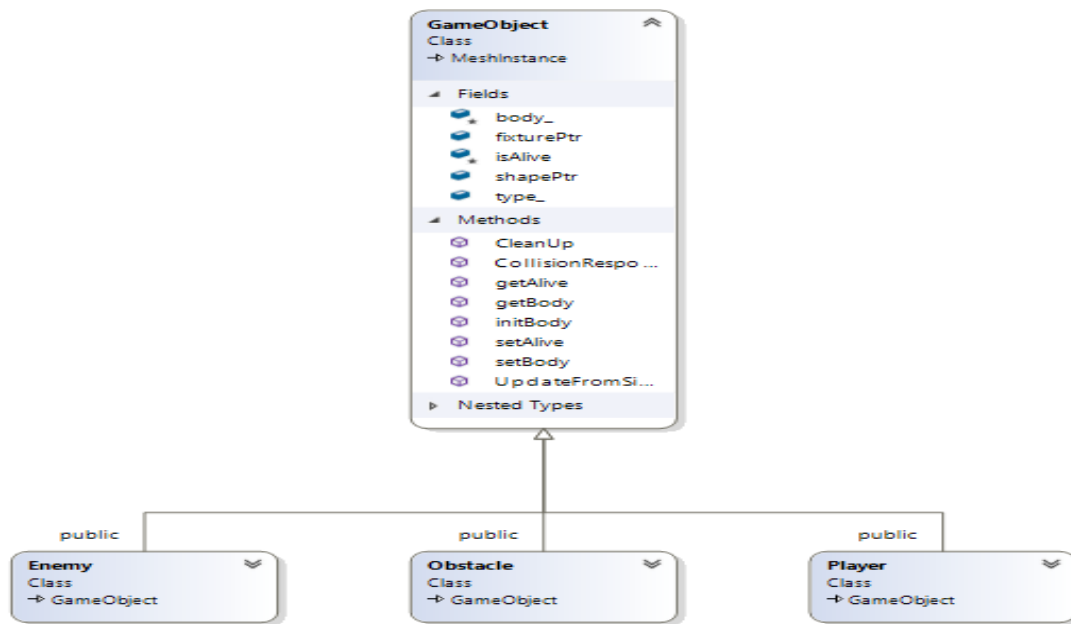 GameObject
Class
MeshInstance
Fields
body_
fixturePtr
isAlive
shapePtr
type_
Methods
CleanUp
CollisionRespo ...
getAlive
getBody
initBody
setAlive
setBody
UpdateFromSi...
Nested Types
public
public
public
Enemy
Class
GameObject
Obstacle
Class
GameObject
Player
Class
GameObject